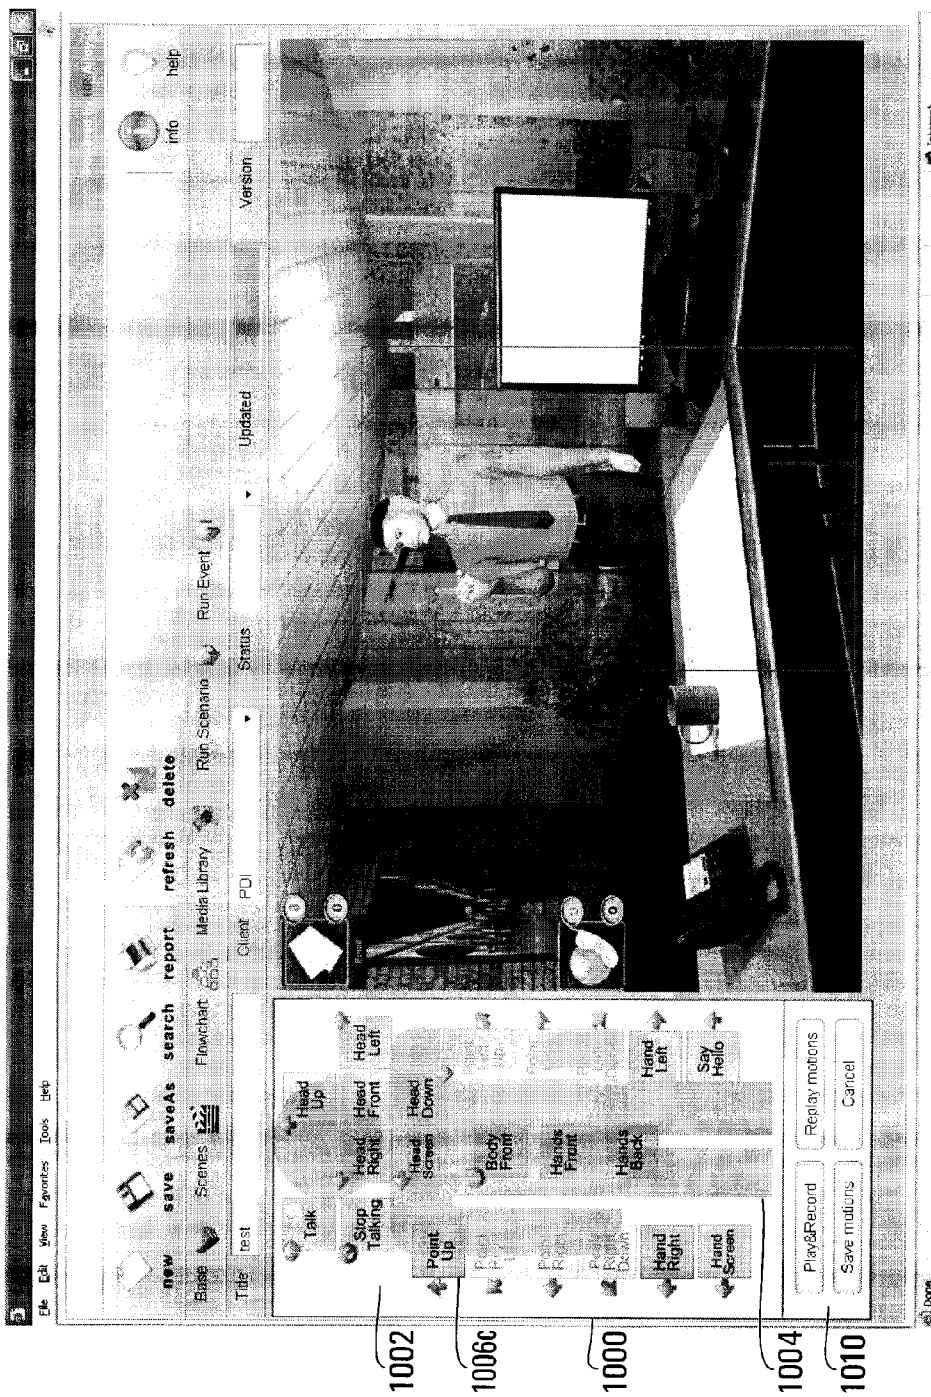 File Edit View Favorites Tools Help
new save saveAs search report refresh delete info help
Base Scenes Flowchart Media Library Run Scenario Run Event
Title* test Client PDI Status Updated Version
Talk
Head Up
Stop Talking
Head Right
Head Front
Head Left
Point Up
Head Screen
Head Down
Body Front
Hands Front
Hands Back
Hand Right
Hand Left
Hand Screen
Say Hello
Play&Record
Replay motions
Save motions
Cancel
Email
Done
1002
1006C
1000
1004
1010